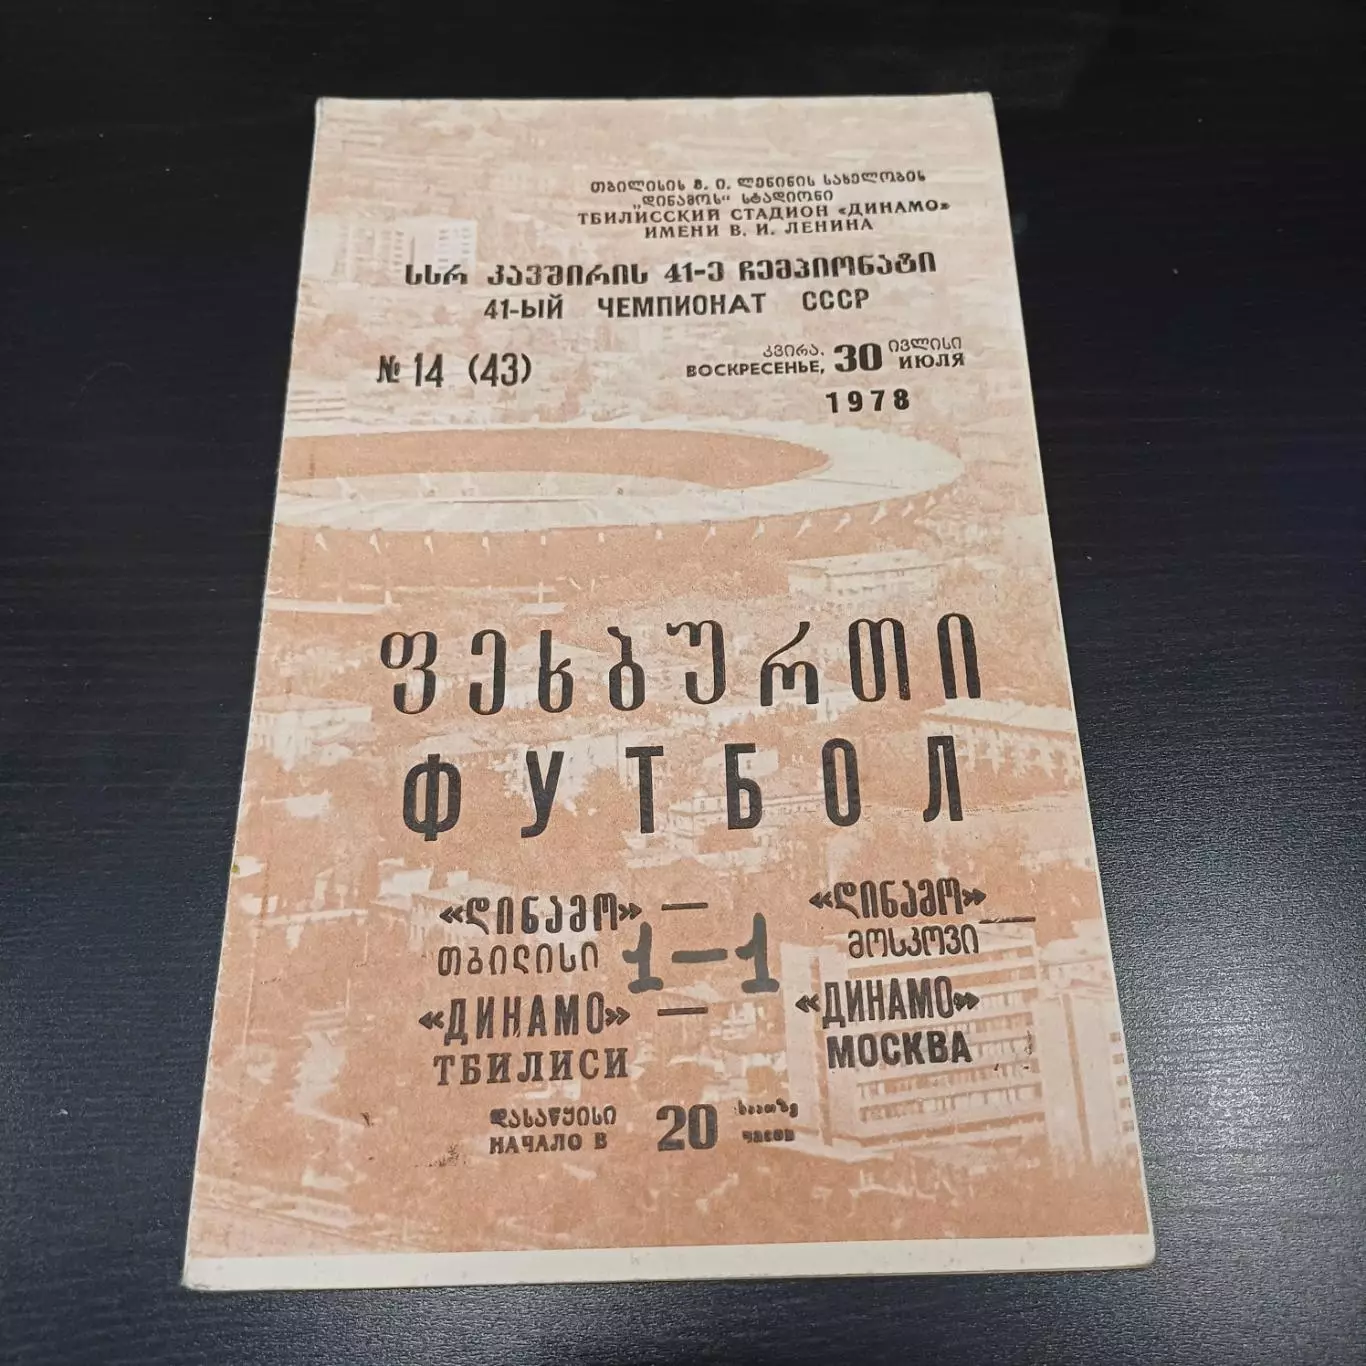 თბილისის ვ. ი. ლენინის სახელობის
„დინამოს“ სტადიონი
ТБИЛИССКИЙ СТАДИОН «ДИНАМО»
ИМЕНИ В. И. ЛЕНИНА
სსრ კავშირის 41-ე ჩემპიონატი
41-ЫЙ ЧЕМПИОНАТ СССР
№ 14 (43)
კვირა, 30 ივლისი
ВОСКРЕСЕНЬЕ, 30 ИЮЛЯ
1978
ფეხბურთი
ФУТБОЛ
«დინამო» — «დინამო»
თბილისი 1-1 მოსკოვი
«ДИНАМО» — «ДИНАМО»
ТБИЛИСИ МОСКВА
დასაწყისი 20 საათზე
НАЧАЛО В 20 ЧАСОВ